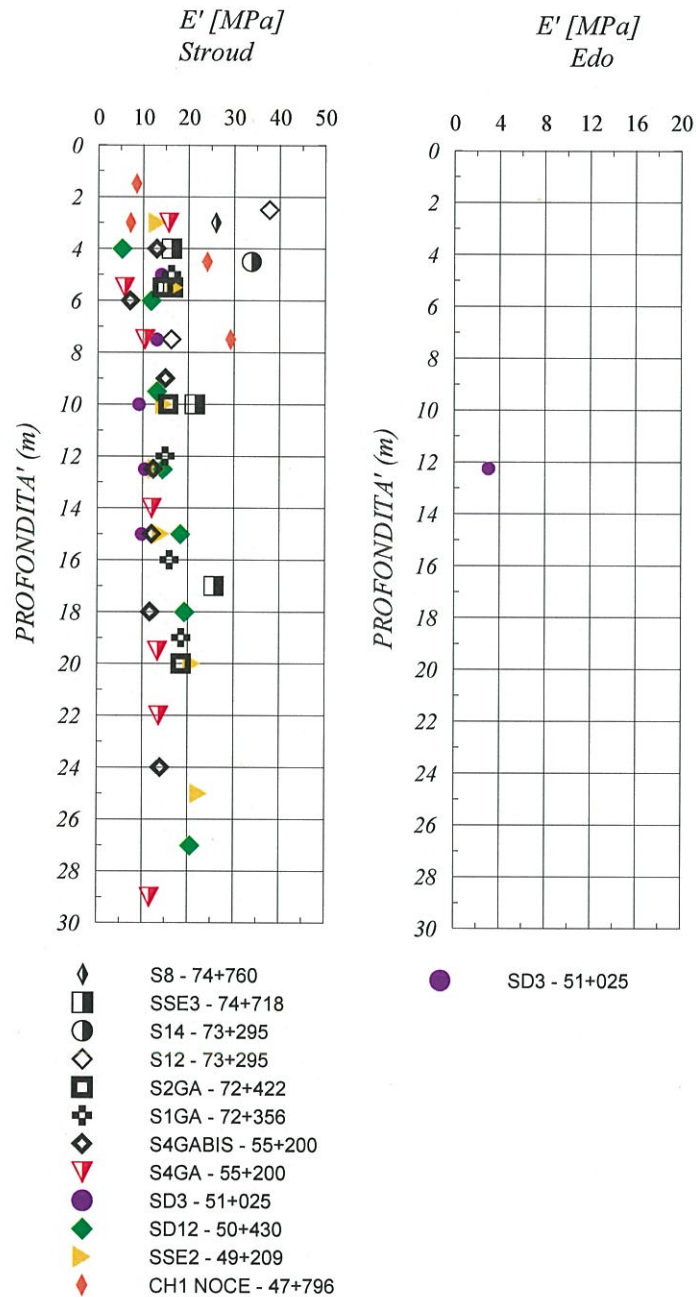 E' [MPa]
Stroud
0 10 20 30 40 50
0
2
4
6
8
10
12
14
16
18
20
22
24
26
28
30
PROFONDITA' (m)
S8 - 74+760
SSE3 - 74+718
S14 - 73+295
S12 - 73+295
S2GA - 72+422
S1GA - 72+356
S4GABIS - 55+200
S4GA - 55+200
SD3 - 51+025
SD12 - 50+430
SSE2 - 49+209
CH1 NOCE - 47+796
E' [MPa]
Edo
0 4 8 12 16 20
0
2
4
6
8
10
12
14
16
18
20
22
24
26
28
30
PROFONDITA' (m)
SD3 - 51+025